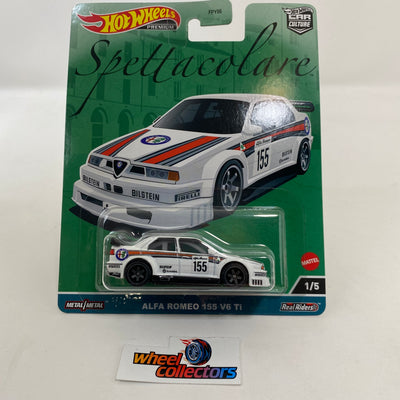 Hot Wheels
PREMIUM
CAR
CULTURE
Spettacolare
155
BILSTEIN
PIRELLI
155
MATTEL
METAL/METAL
ALFA ROMEO 155 V6 TI
Real Riders
1/5
wheel
collectors